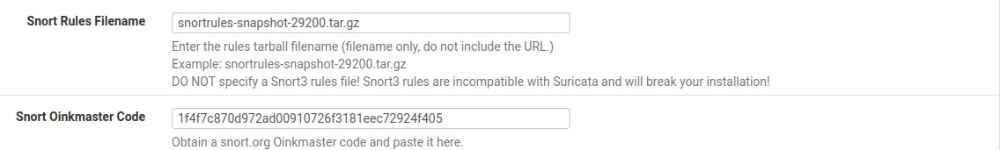 Snort Rules Filename snortrules-snapshot-29200.tar.gz
Enter the rules tarball filename (filename only, do not include the URL.)
Example: snortrules-snapshot-29200.tar.gz
DO NOT specify a Snort3 rules file! Snort3 rules are incompatible with Suricata and will break your installation!
Snort Oinkmaster Code 1f4f7c870d972ad00910726f3181eec72924f405
Obtain a snort.org Oinkmaster code and paste it here.